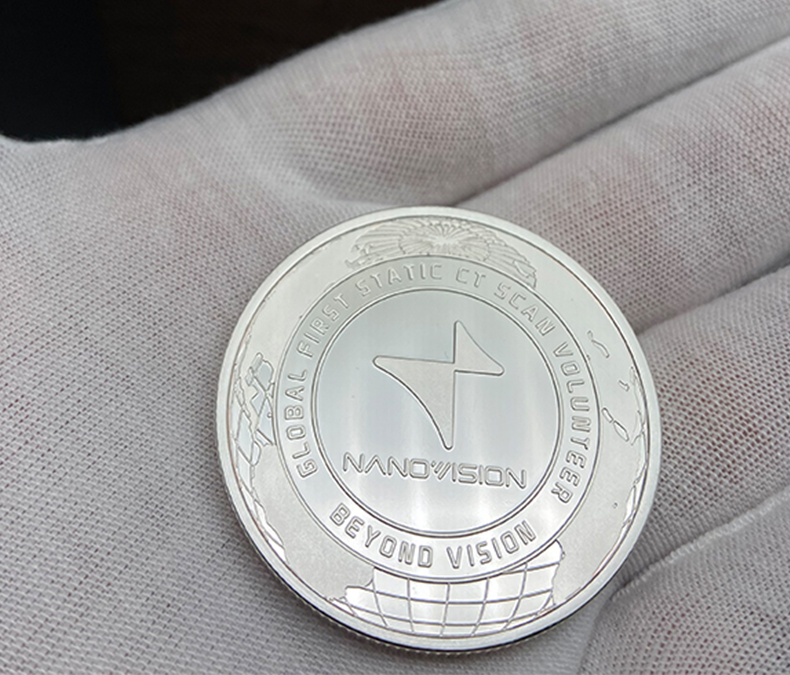 GLOBAL FIRST STATIC CT SCAN VOLUNTEER
NANOVISION
BEYOND VISION